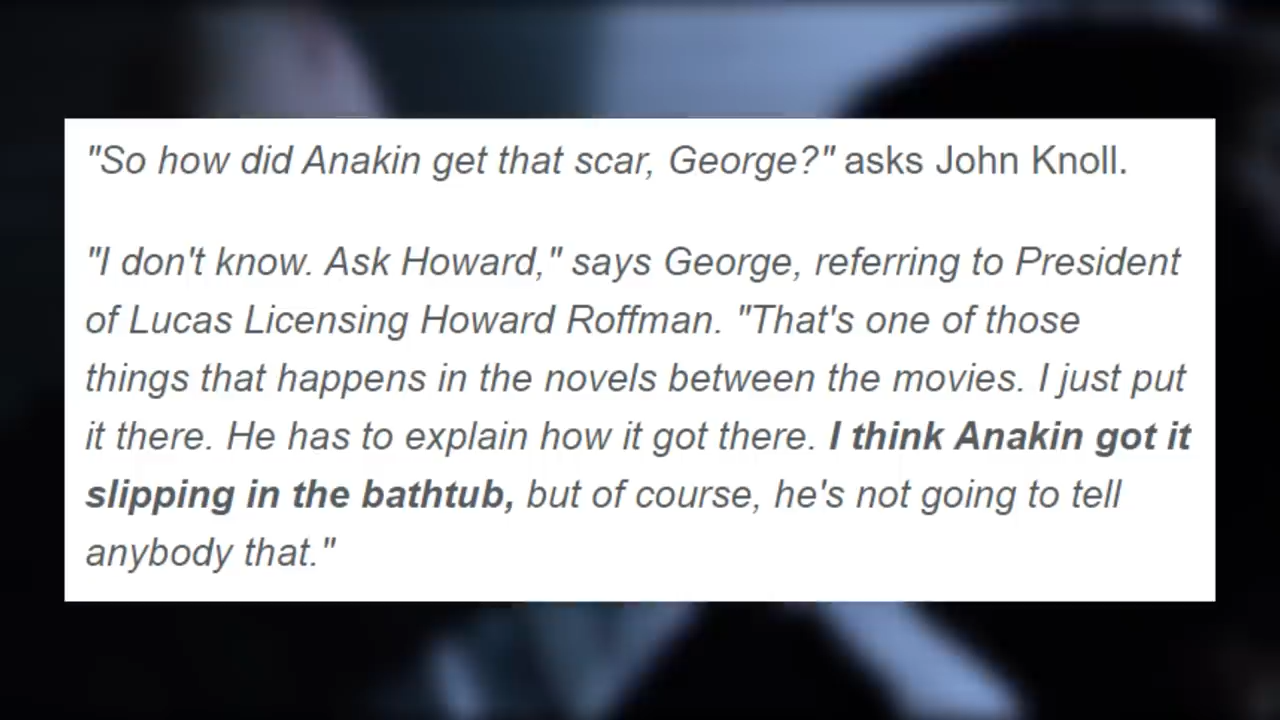 "So how did Anakin get that scar, George?" asks John Knoll.
"I don't know. Ask Howard," says George, referring to President
of Lucas Licensing Howard Roffman. "That's one of those
things that happens in the novels between the movies. I just put
it there. He has to explain how it got there. I think Anakin got it
slipping in the bathtub, but of course, he's not going to tell
anybody that."